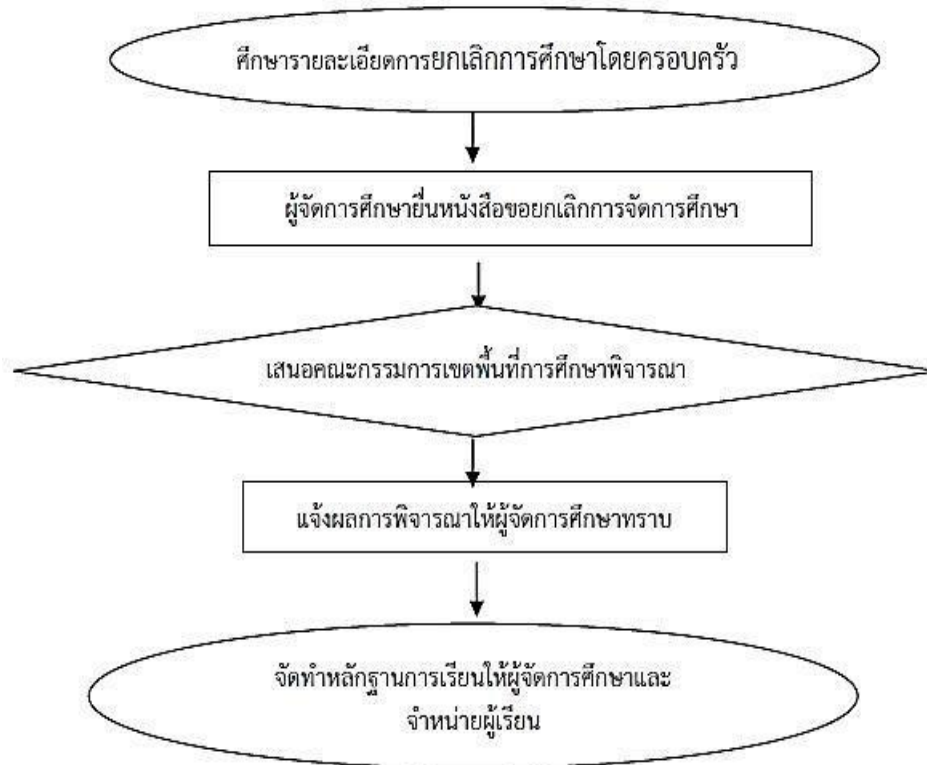 ศึกษารายละเอียดการยกเลิกการศึกษาโดยครอบครัว
ผู้จัดการศึกษายื่นหนังสือขอยกเลิกการจัดการศึกษา
เสนอคณะกรรมการเขตพื้นที่การศึกษาพิจารณา
แจ้งผลการพิจารณาให้ผู้จัดการศึกษาทราบ
จัดทำหลักฐานการเรียนให้ผู้จัดการศึกษาและ
จำหน่ายผู้เรียน